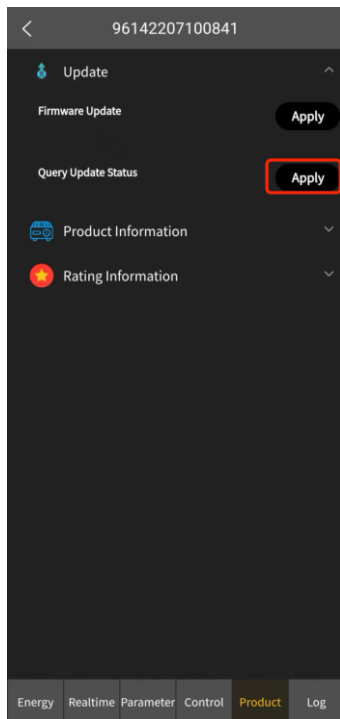 96142207100841
Update
Firmware Update
Apply
Query Update Status
Apply
Product Information
Rating Information
Energy Realtime Parameter Control Product Log